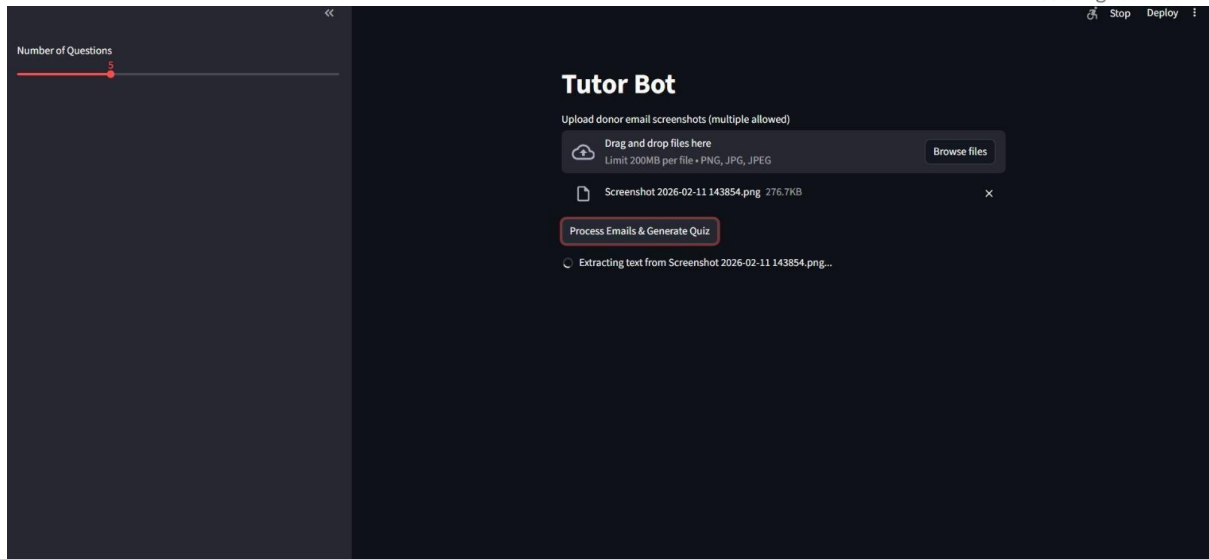 «
Stop Deploy ⋮
Number of Questions
5
Tutor Bot
Upload donor email screenshots (multiple allowed)
Drag and drop files here
Limit 200MB per file • PNG, JPG, JPEG
Browse files
Screenshot 2026-02-11 143854.png 276.7KB ×
Process Emails & Generate Quiz
Extracting text from Screenshot 2026-02-11 143854.png...